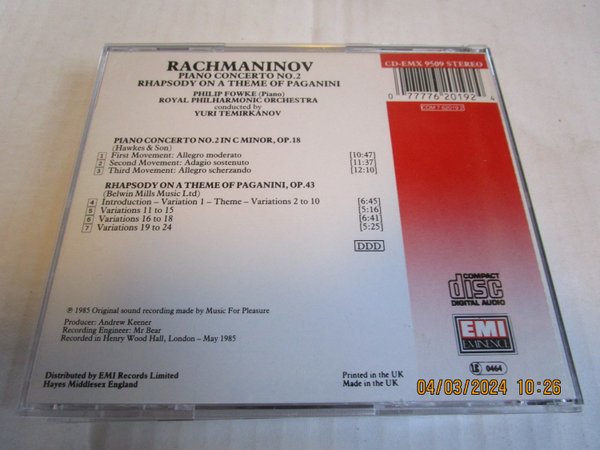 RACHMANINOV
PIANO CONCERTO NO.2
RHAPSODY ON A THEME OF PAGANINI
PHILIP FOWKE (Piano)
ROYAL PHILHARMONIC ORCHESTRA
conducted by
YURI TEMIRKANOV
CD-EMX 9509 STEREO
0 77776 20192 4
PIANO CONCERTO NO.2 IN C MINOR, OP.18
(Hawkes & Son)
1 First Movement: Allegro moderato [10:47]
2 Second Movement: Adagio sostenuto [11:37]
3 Third Movement: Allegro scherzando [12:10]
RHAPSODY ON A THEME OF PAGANINI, OP.43
(Belwin Mills Music Ltd)
4 Introduction – Variation 1 – Theme – Variations 2 to 10 [6:45]
5 Variations 11 to 15 [5:16]
6 Variations 16 to 18 [6:41]
7 Variations 19 to 24 [5:25]
DDD
COMPACT
disc
DIGITAL AUDIO
℗ 1985 Original sound recording made by Music For Pleasure
Producer: Andrew Keener
Recording Engineer: Mr Bear
Recorded in Henry Wood Hall, London – May 1985
EMI
EMINENCE
Distributed by EMI Records Limited
Hayes Middlesex England
Printed in the UK
Made in the UK
LC 0464
04/03/2024 10:26